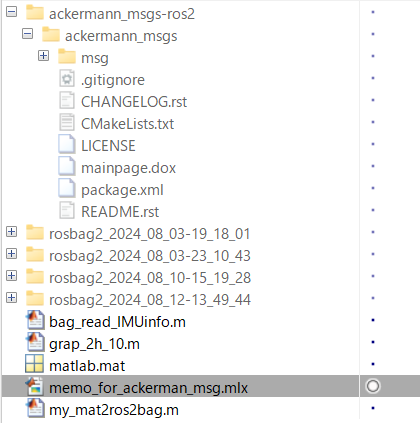 ackermann_msgs-ros2
ackermann_msgs
msg
.gitignore
CHANGELOG.rst
CMakeLists.txt
LICENSE
mainpage.dox
package.xml
README.rst
rosbag2_2024_08_03-19_18_01
rosbag2_2024_08_03-23_10_43
rosbag2_2024_08_10-15_19_28
rosbag2_2024_08_12-13_49_44
bag_read_IMUinfo.m
grap_2h_10.m
matlab.mat
memo_for_ackerman_msg.mlx
my_mat2ros2bag.m